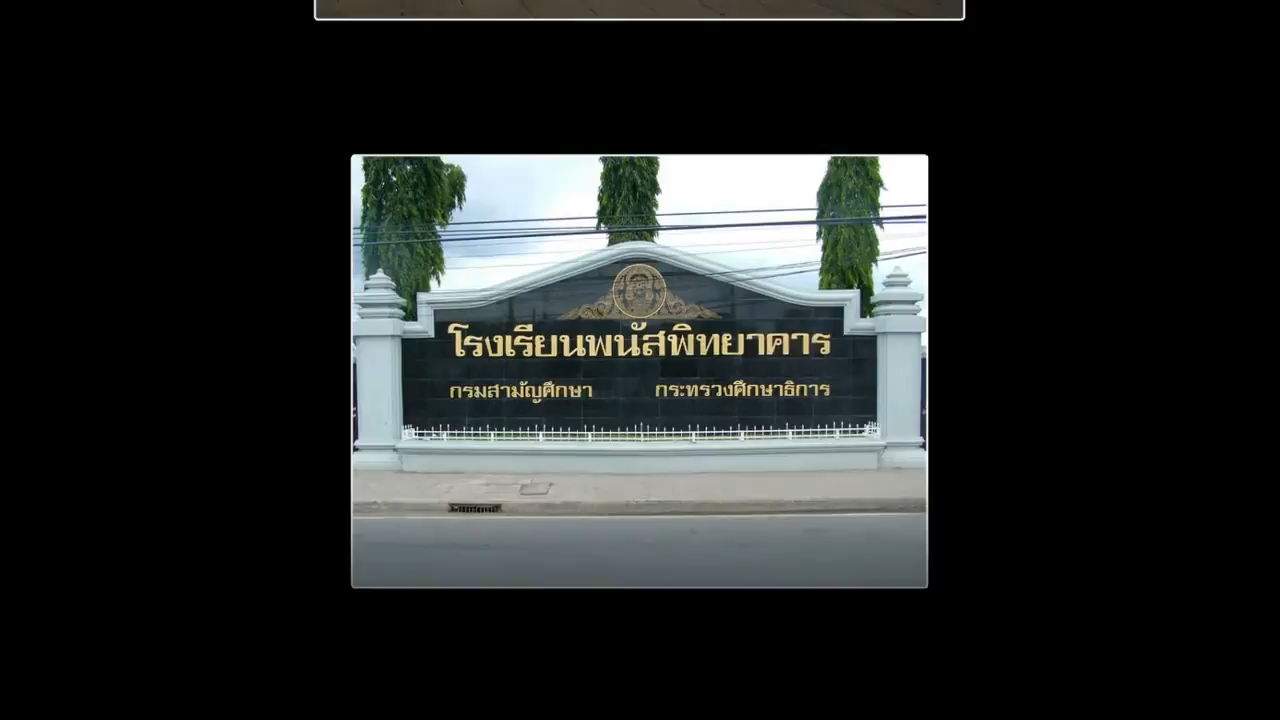 โรงเรียนพนัสพิทยาคาร
กรมสามัญศึกษา กระทรวงศึกษาธิการ